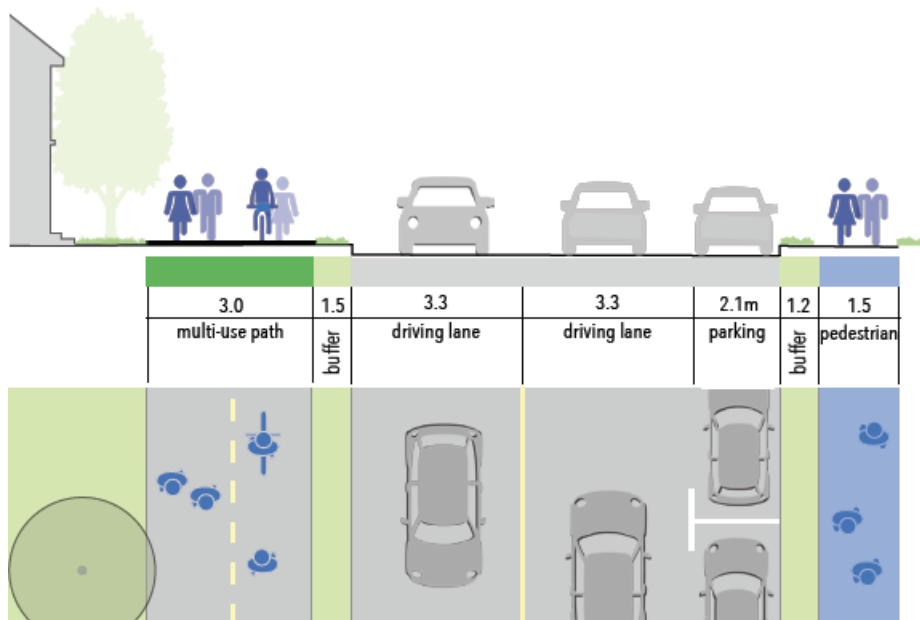 3.0
1.5
3.3
3.3
2.1m
1.2
1.5
multi-use path
buffer
driving lane
driving lane
parking
buffer
pedestrian